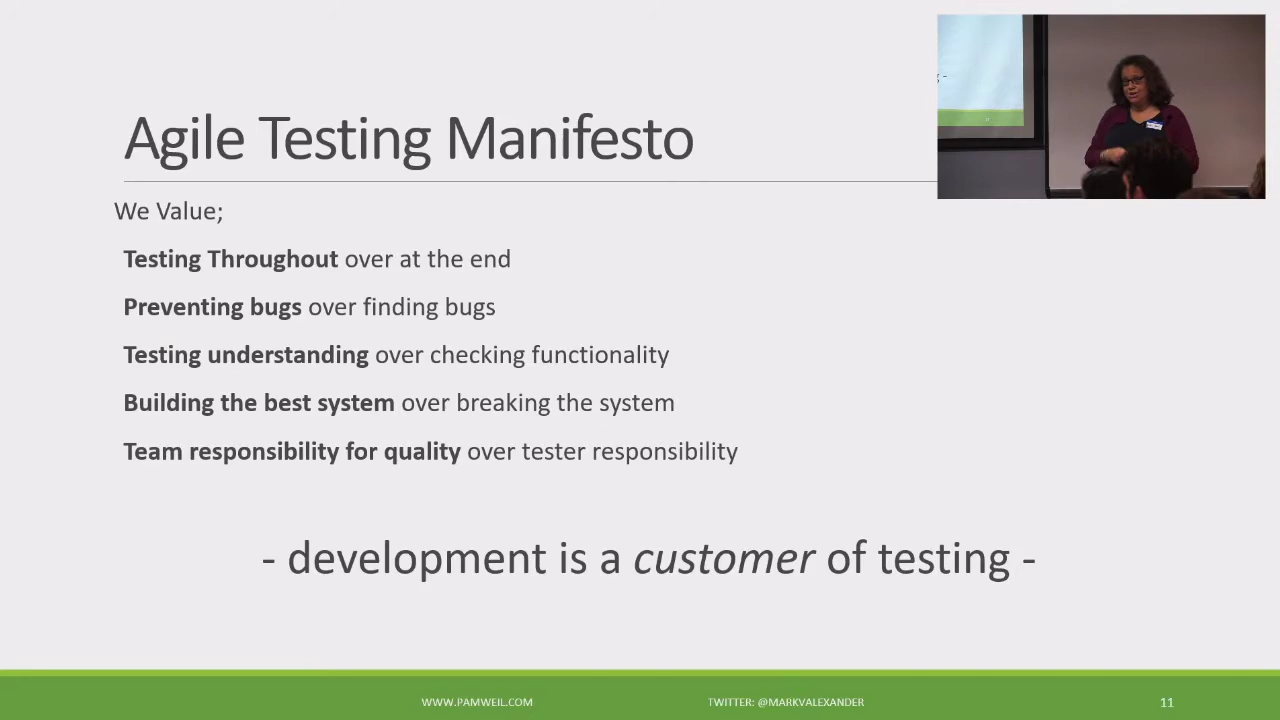 Agile Testing Manifesto
We Value;
Testing Throughout over at the end
Preventing bugs over finding bugs
Testing understanding over checking functionality
Building the best system over breaking the system
Team responsibility for quality over tester responsibility
- development is a customer of testing -
WWW.PAMWEIL.COM
TWITTER: @MARKVALEXANDER
11